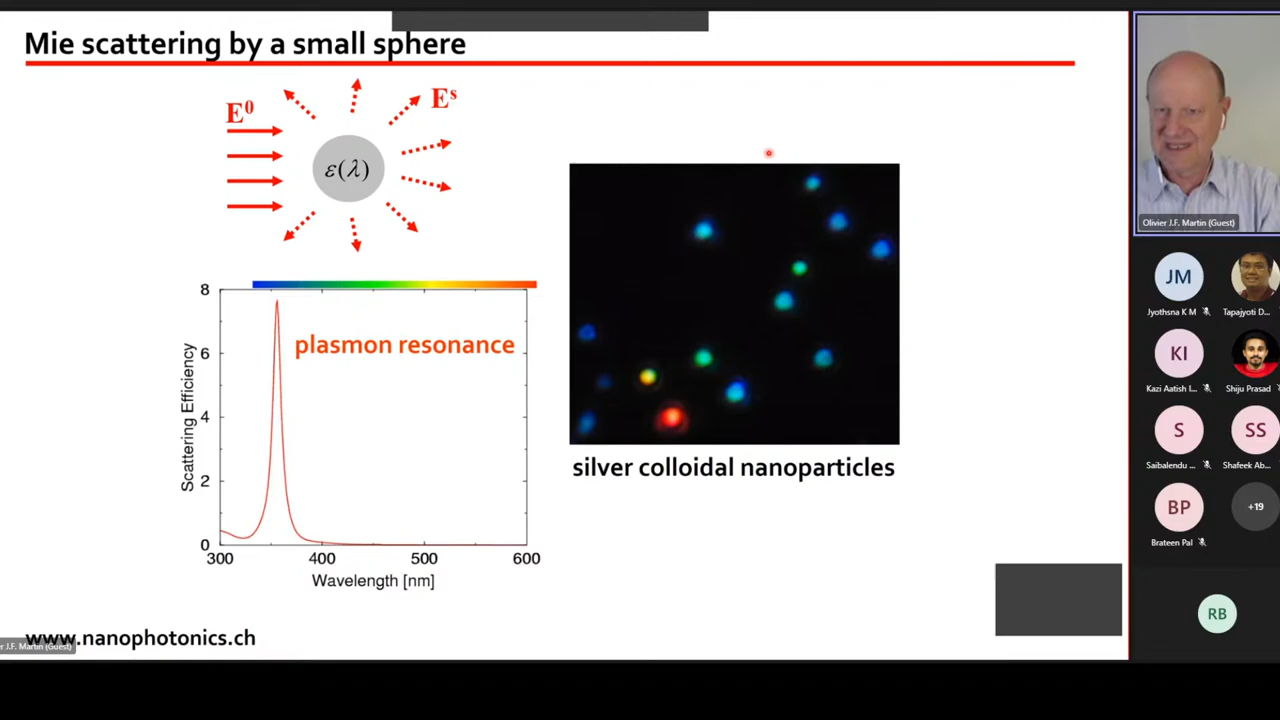 Mie scattering by a small sphere
E⁰
Eˢ
ε(λ)
plasmon resonance
8
6
4
2
0
Scattering Efficiency
300
400
500
600
Wavelength [nm]
silver colloidal nanoparticles
www.nanophotonics.ch
r J.F. Martin (Guest)
Olivier J.F. Martin (Guest)
JM
Jyothsna K M
Tapajyoti D...
KI
Kazi Aatish I...
Shiju Prasad
S
Saibalendu ...
SS
Shafeek Ab...
BP
Brateen Pal
+19
RB